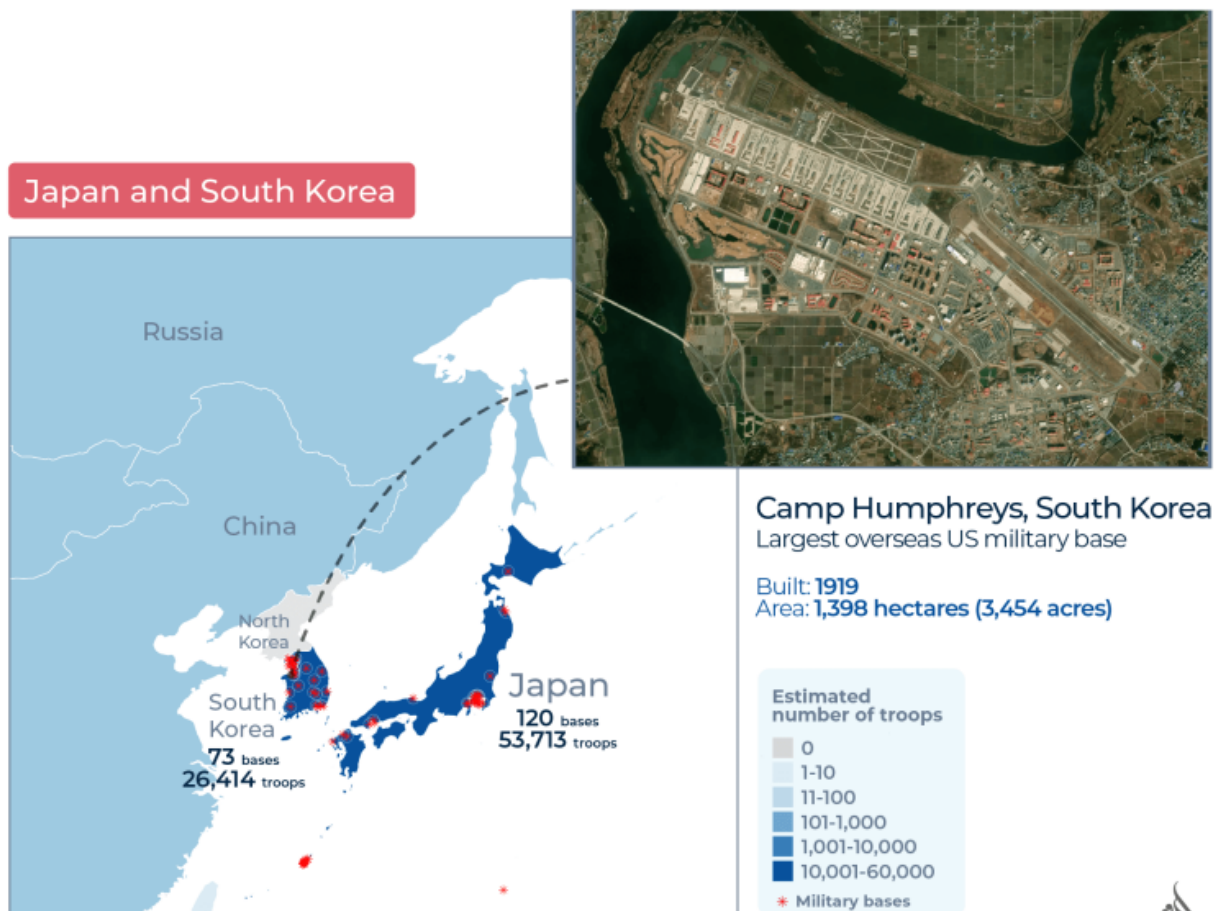 Japan and South Korea
Russia
China
North
Korea
South
Korea
73 bases
26,414 troops
Japan
120 bases
53,713 troops
Camp Humphreys, South Korea
Largest overseas US military base
Built: 1919
Area: 1,398 hectares (3,454 acres)
Estimated
number of troops
0
1-10
11-100
101-1,000
1,001-10,000
10,001-60,000
Military bases